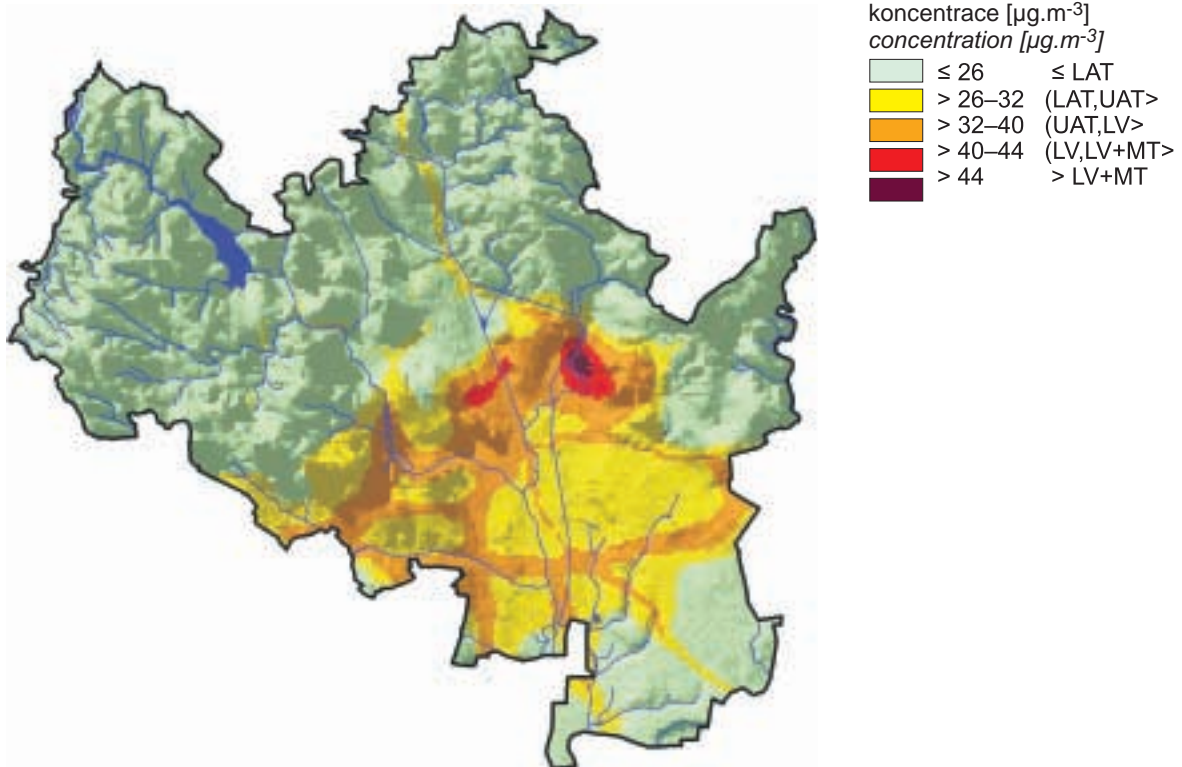 koncentrace [µg.m-3]
concentration [µg.m-3]
≤ 26 ≤ LAT
> 26–32 (LAT,UAT>
> 32–40 (UAT,LV>
> 40–44 (LV,LV+MT>
> 44 > LV+MT